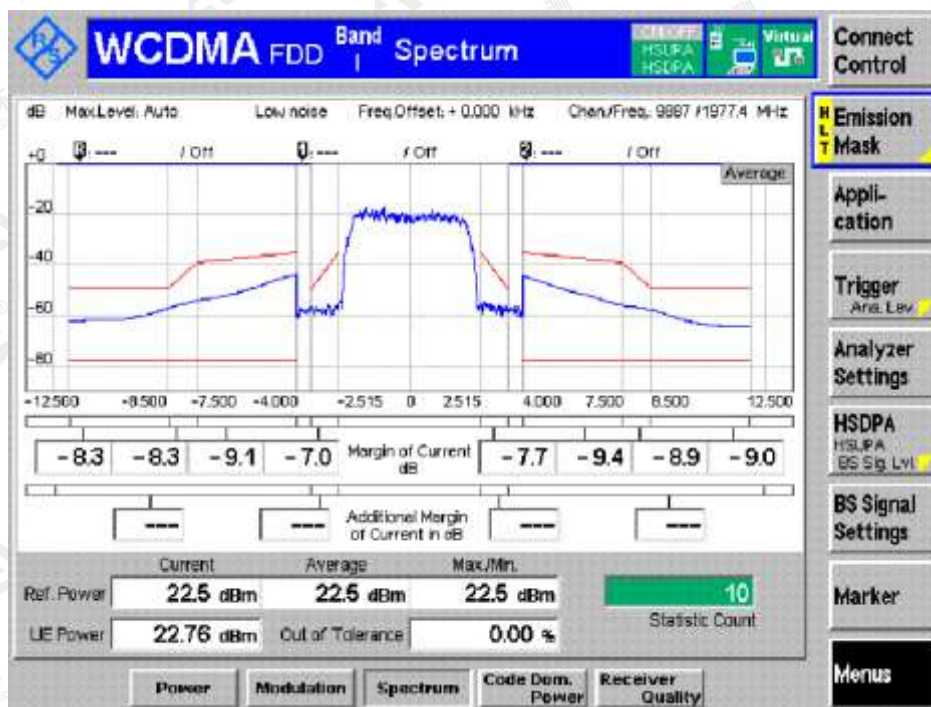 WCDMA FDD Band I Spectrum
HSUPA
HSDPA
Virtual
Connect Control
dB Max.Level: Auto Low noise Freq.Offset: + 0.000 kHz Chan./Freq.: 9887 / 1977.4 MHz
HLT Emission Mask
+0 --- / Off --- / Off --- / Off
Average
-20
-40
-60
-80
-12.500 -8.500 -7.500 -4.000 -2.515 0 2.515 4.000 7.500 8.500 12.500
Appli-
cation
Trigger
Ana. Lev.
Analyzer
Settings
HSDPA
HSUPA
BS Sig. Lvl.
BS Signal
Settings
Marker
Menus
-8.3 -8.3 -9.1 -7.0 Margin of Current dB -7.7 -9.4 -8.9 -9.0
--- --- Additional Margin of Current in dB --- ---
Current Average Max./Min.
Ref. Power 22.5 dBm 22.5 dBm 22.5 dBm 10
Statistic Count
UE Power 22.76 dBm Out of Tolerance 0.00 %
Power Modulation Spectrum Code Dom. Power Receiver Quality